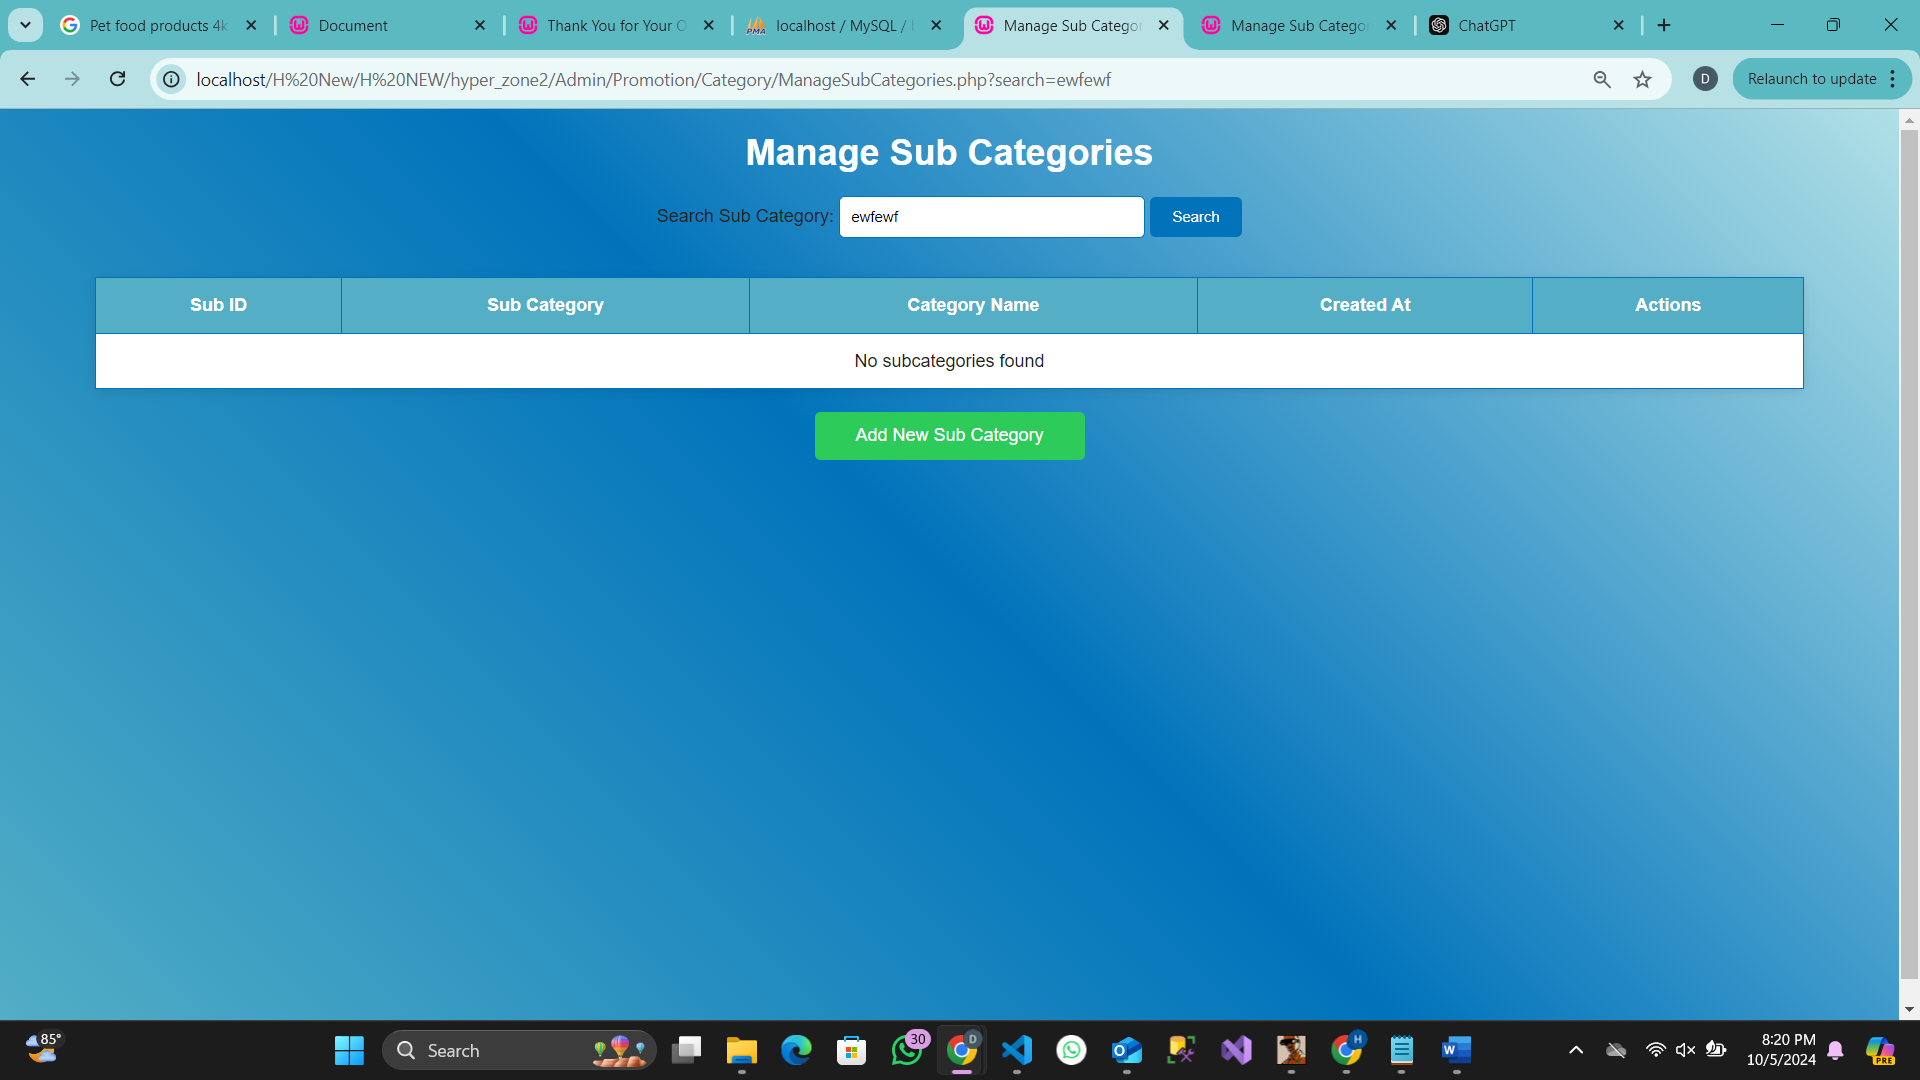 Pet food products 4k
Document
Thank You for Your O
localhost / MySQL /
Manage Sub Categor
Manage Sub Categor
ChatGPT
localhost/H%20New/H%20NEW/hyper_zone2/Admin/Promotion/Category/ManageSubCategories.php?search=ewfewf
D
Relaunch to update
Manage Sub Categories
Search Sub Category: ewfewf Search
Sub ID Sub Category Category Name Created At Actions
No subcategories found
Add New Sub Category
85°
Search
30
D
H
PRE
8:20 PM
10/5/2024